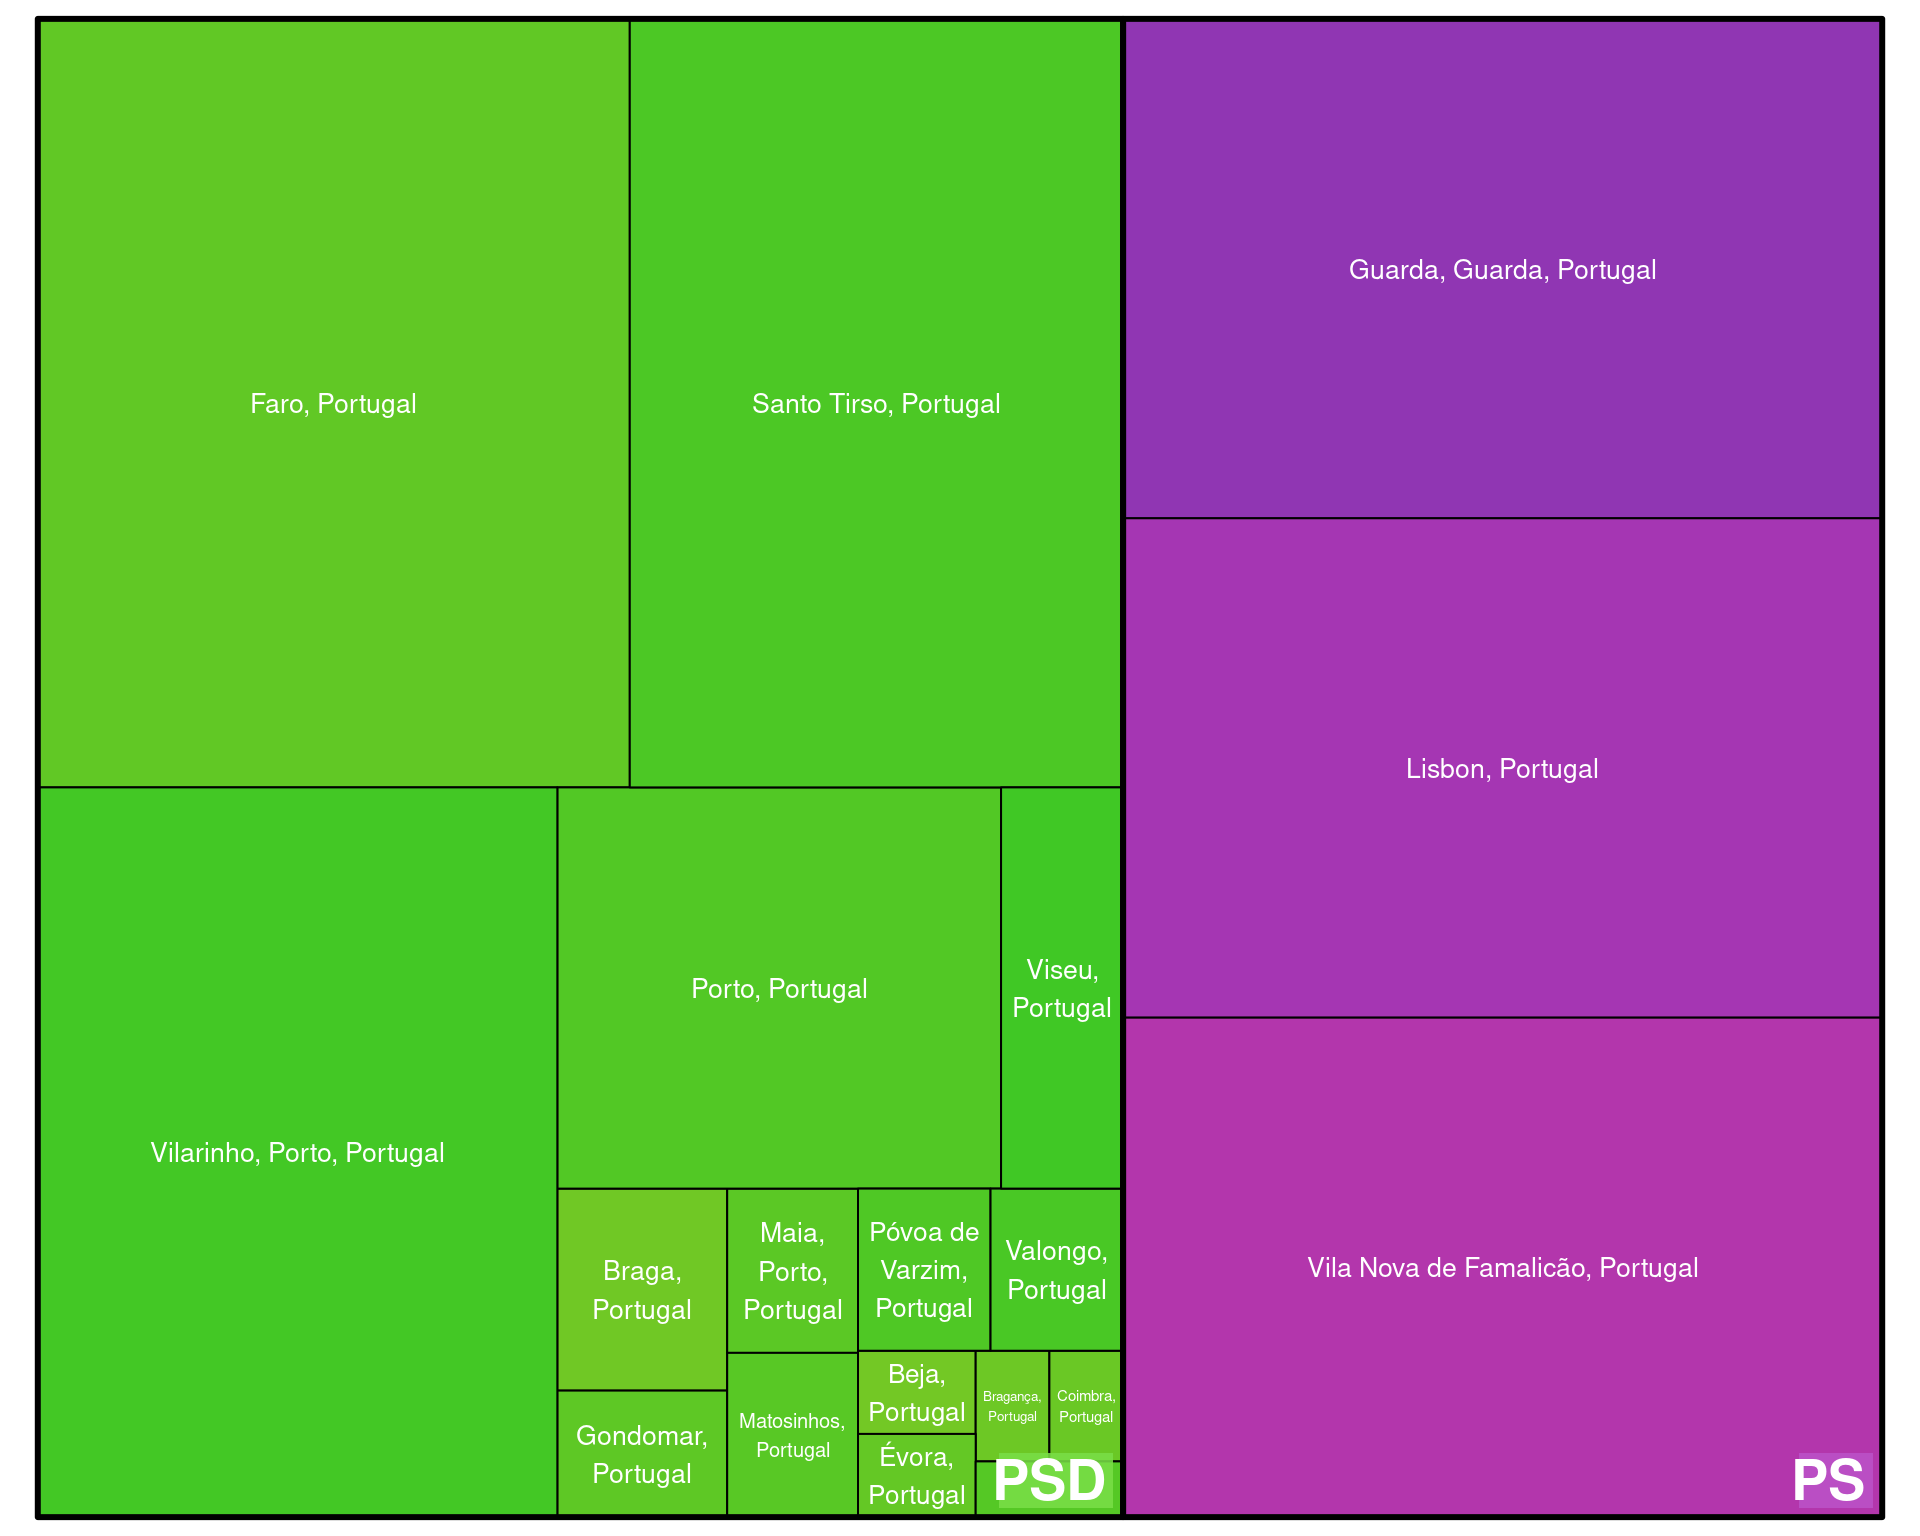 Faro, Portugal
Santo Tirso, Portugal
Guarda, Guarda, Portugal
Lisbon, Portugal
Vilarinho, Porto, Portugal
Porto, Portugal
Viseu,
Portugal
Braga,
Portugal
Maia,
Porto,
Portugal
Póvoa de
Varzim,
Portugal
Valongo,
Portugal
Vila Nova de Famalicão, Portugal
Gondomar,
Portugal
Matosinhos,
Portugal
Beja,
Portugal
Bragança,
Portugal
Coimbra,
Portugal
Évora,
Portugal
PSD
PS